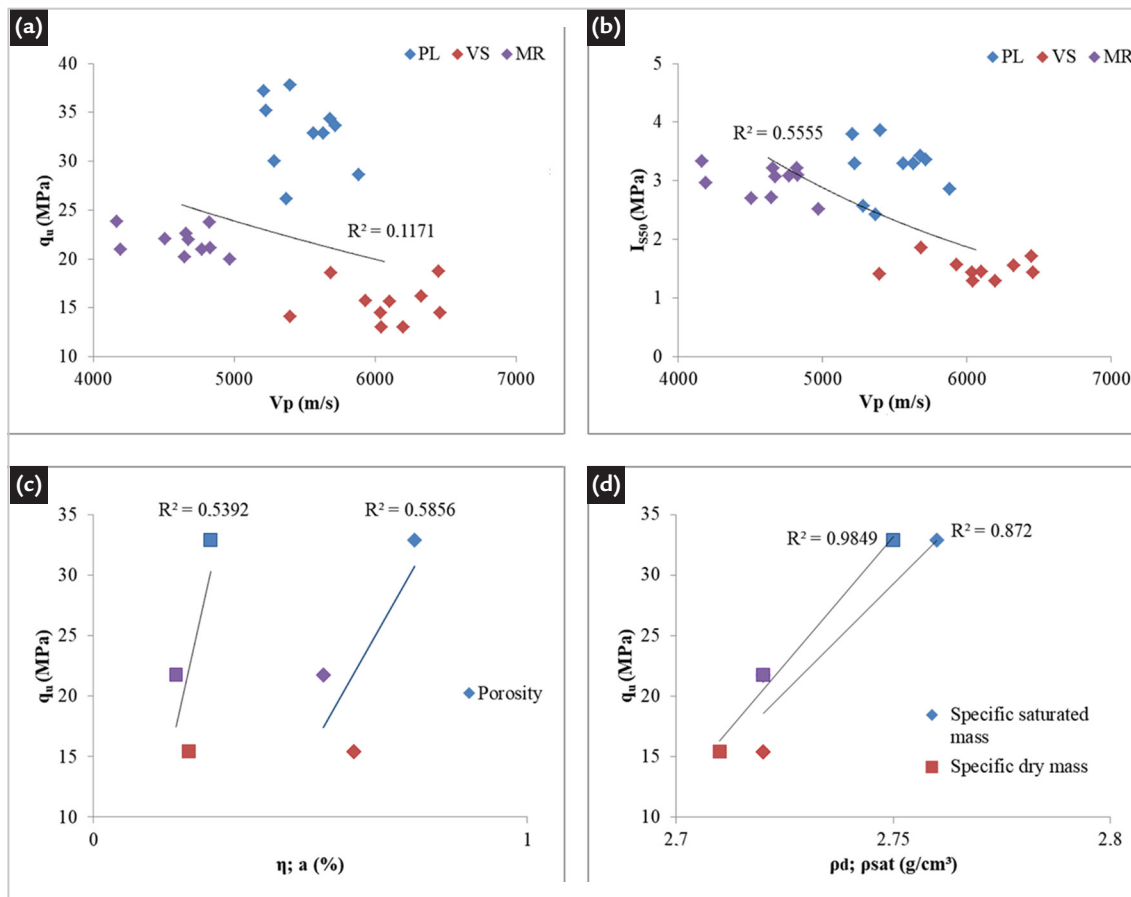 (a)
PL VS MR
40
35
30
25
20
15
10
qu (MPa)
R² = 0.1171
4000 5000 6000 7000
Vp (m/s)
(b)
PL VS MR
5
4
3
2
1
0
IS50 (MPa)
R² = 0.5555
4000 5000 6000 7000
Vp (m/s)
(c)
35
30
25
20
15
10
qu (MPa)
R² = 0.5392 R² = 0.5856
Porosity
0 1
η; a (%)
(d)
35
30
25
20
15
10
qu (MPa)
R² = 0.9849 R² = 0.872
Specific saturated
mass
Specific dry mass
2.7 2.75 2.8
ρd; ρsat (g/cm³)